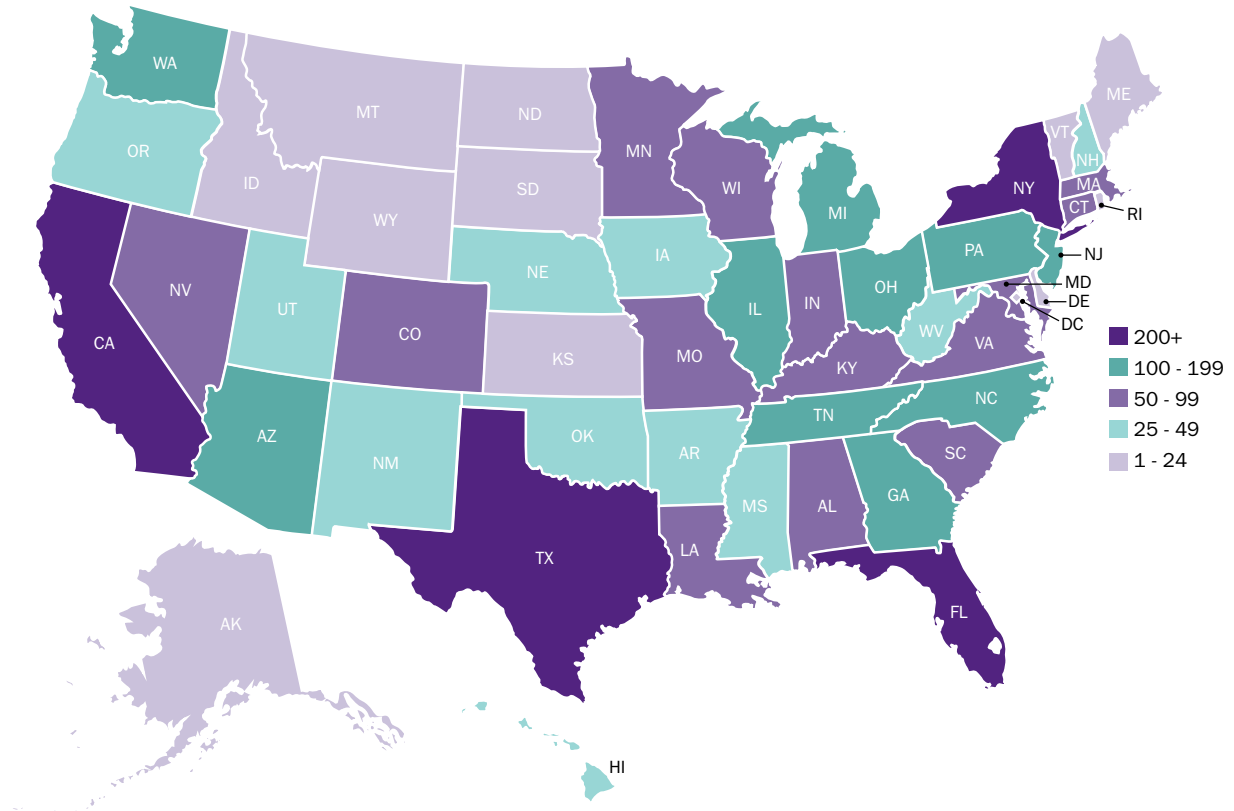 WA
MT
ND
ME
OR
ID
MN
VT
NH
SD
WI
MA
WY
NY
CT
MI
RI
IA
PA
NJ
NE
MD
NV
OH
DE
UT
IL
IN
DC
CO
WV
VA
CA
MO
KS
KY
200+
100 - 199
50 - 99
25 - 49
1 - 24
NC
TN
AZ
OK
NM
AR
SC
GA
MS
AL
LA
TX
FL
AK
HI